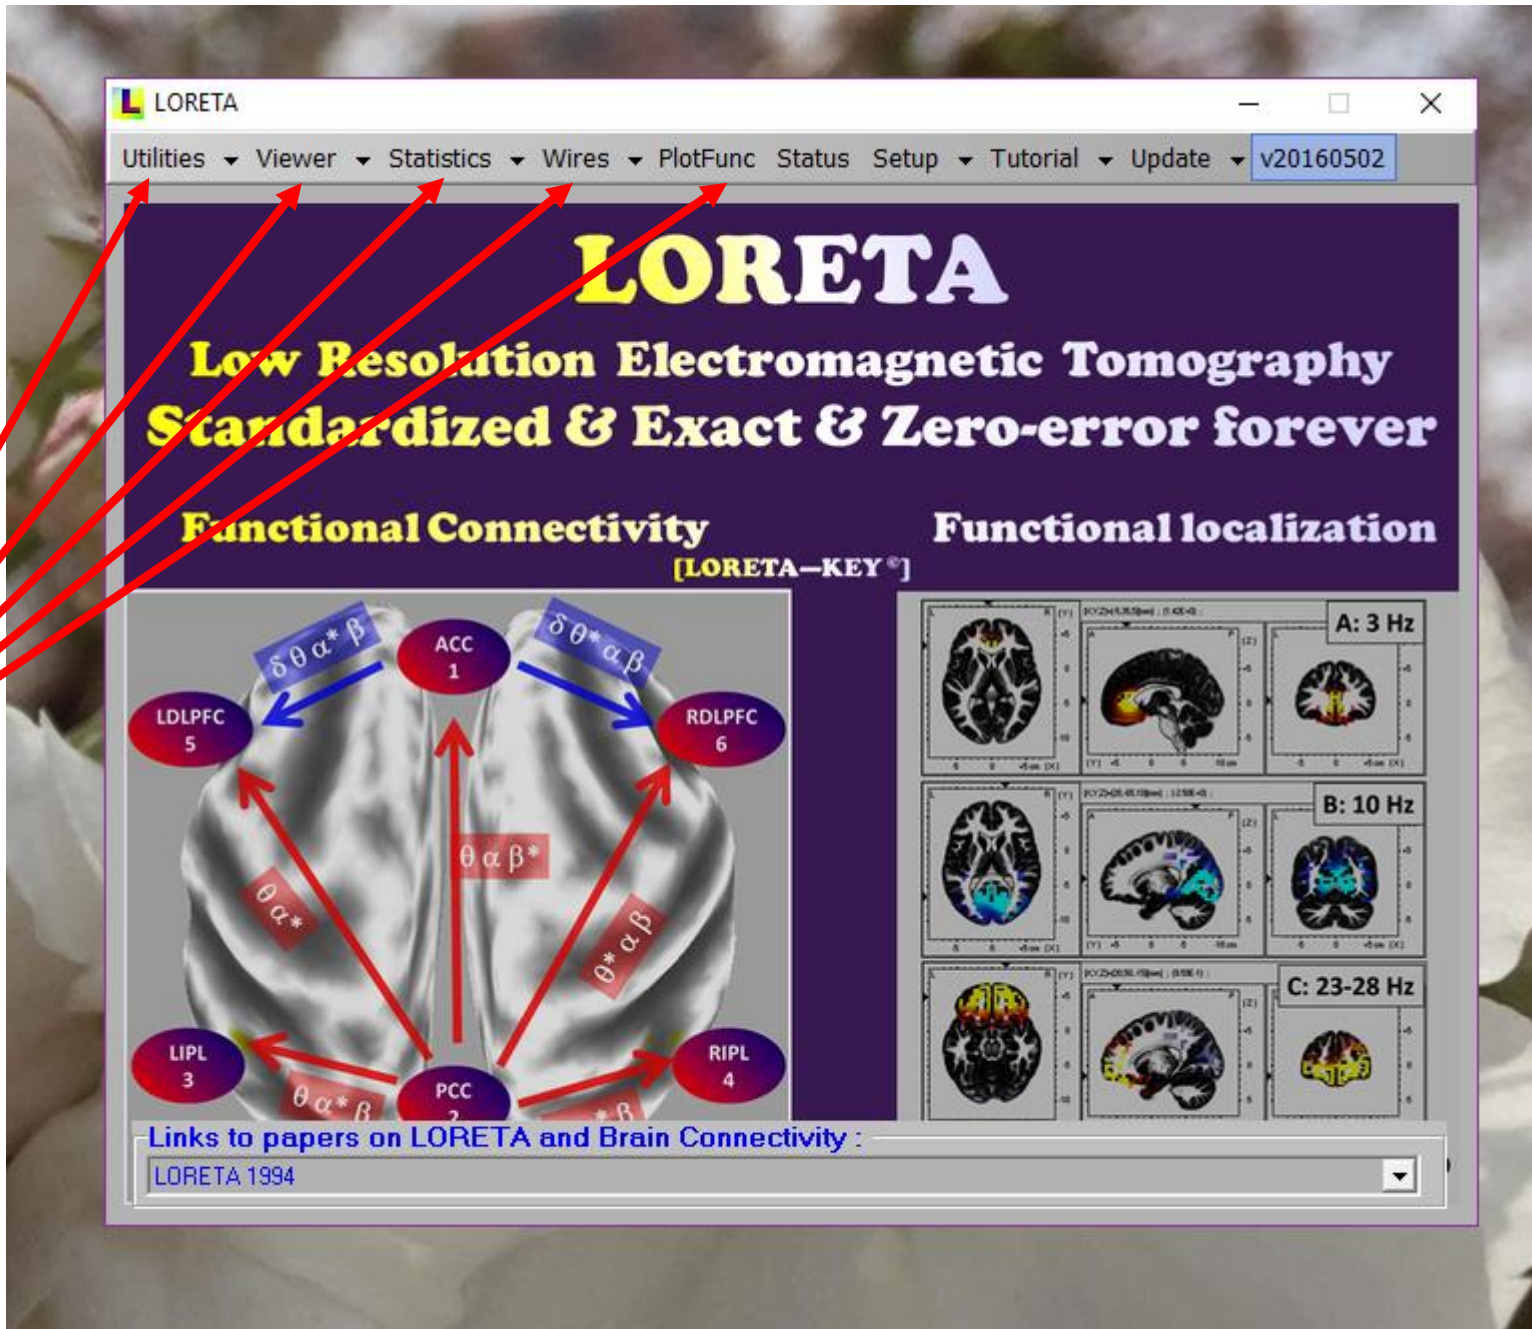 LORETA
Utilities Viewer Statistics Wires PlotFunc Status Setup Tutorial Update v20160502
LORETA
Low Resolution Electromagnetic Tomography
Standardized & Exact & Zero-error forever
Functional Connectivity
Functional localization
[LORETA—KEY©]
δ θ α* β
ACC
1
δ θ* α β
LDLPFC
5
RDLPFC
6
θ α β*
θ α*
θ* α β
LIPL
3
PCC
2
RIPL
4
θ α* β
* β
A: 3 Hz
B: 10 Hz
C: 23-28 Hz
Links to papers on LORETA and Brain Connectivity :
LORETA 1994